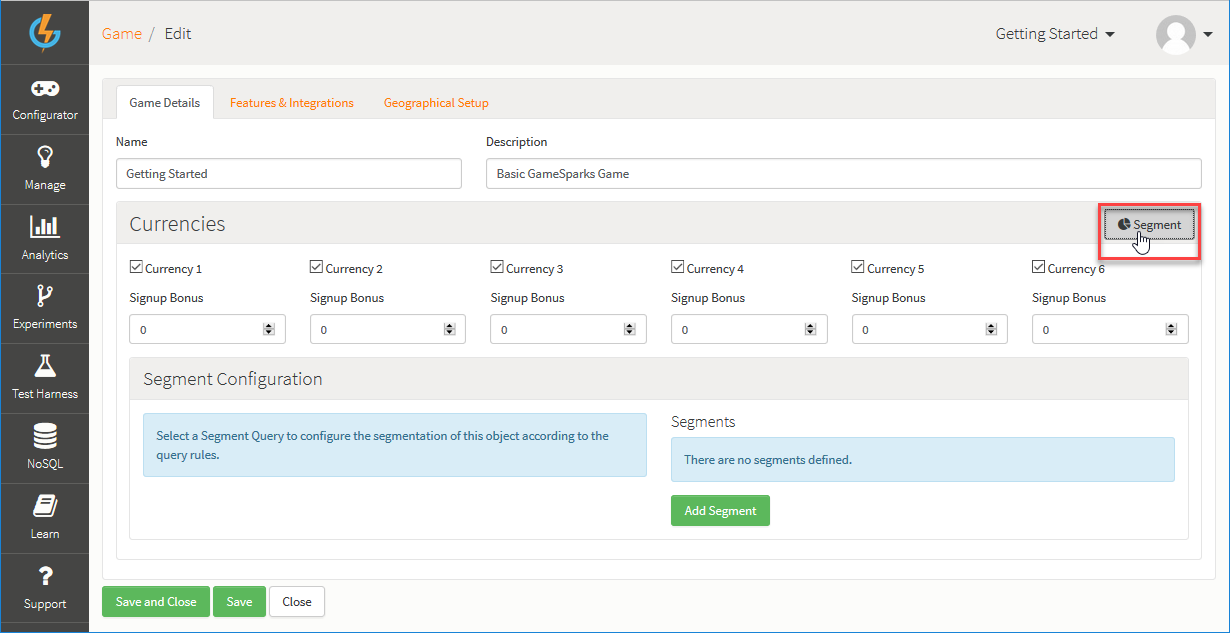 Game / Edit
Getting Started
Configurator
Manage
Analytics
Experiments
Test Harness
NoSQL
Learn
Support
Game Details Features & Integrations Geographical Setup
Name Description
Getting Started Basic GameSparks Game
Currencies Segment
Currency 1 Currency 2 Currency 3 Currency 4 Currency 5 Currency 6
Signup Bonus Signup Bonus Signup Bonus Signup Bonus Signup Bonus Signup Bonus
0 0 0 0 0 0
Segment Configuration
Select a Segment Query to configure the segmentation of this object according to the
query rules.
Segments
There are no segments defined.
Add Segment
Save and Close Save Close